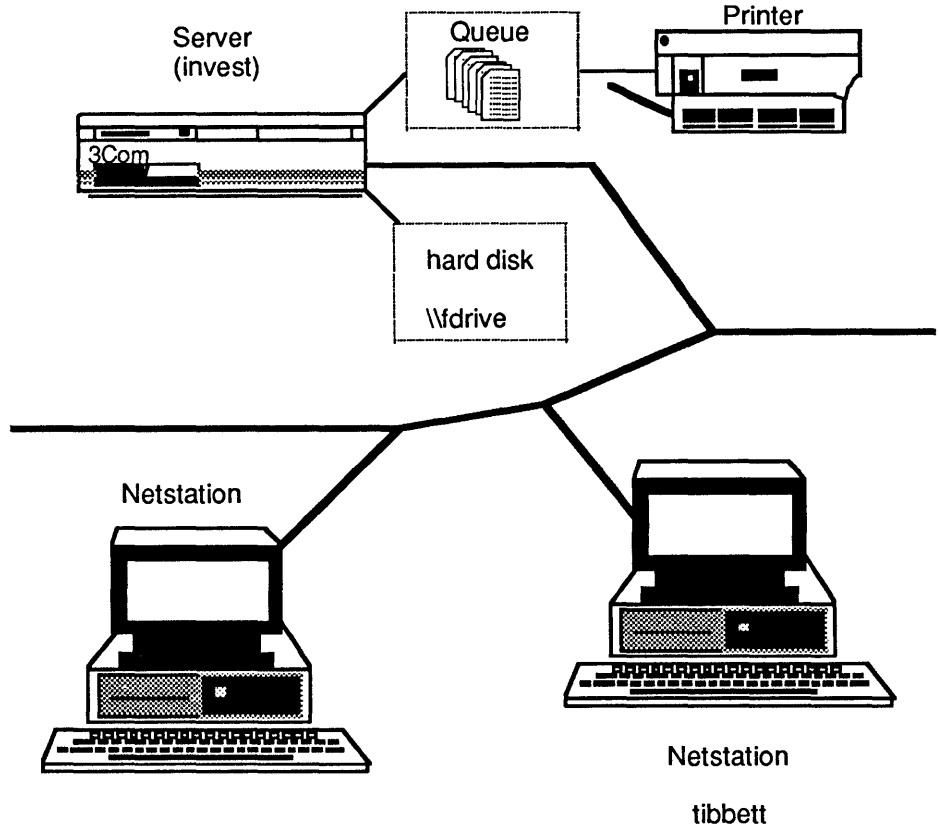 Server
(invest)
Queue
Printer
3Com
hard disk
\\fdrive
Netstation
Netstation
tibbett